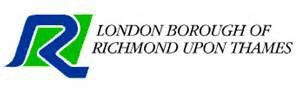 R
LONDON BOROUGH OF
RICHMOND UPON THAMES